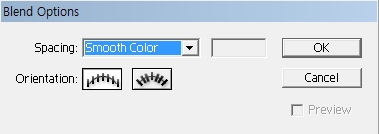 Blend Options
Spacing: Smooth Color OK
Orientation: Cancel
Preview